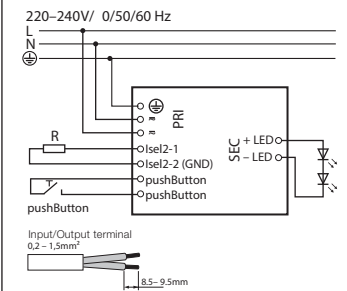 220–240V/ 0/50/60 Hz
L
N
PRI
R
Isel2-1
Isel2-2 (GND)
pushButton
pushButton
SEC
+ LED
– LED
pushButton
Input/Output terminal
0,2 – 1,5mm²
8.5– 9.5mm